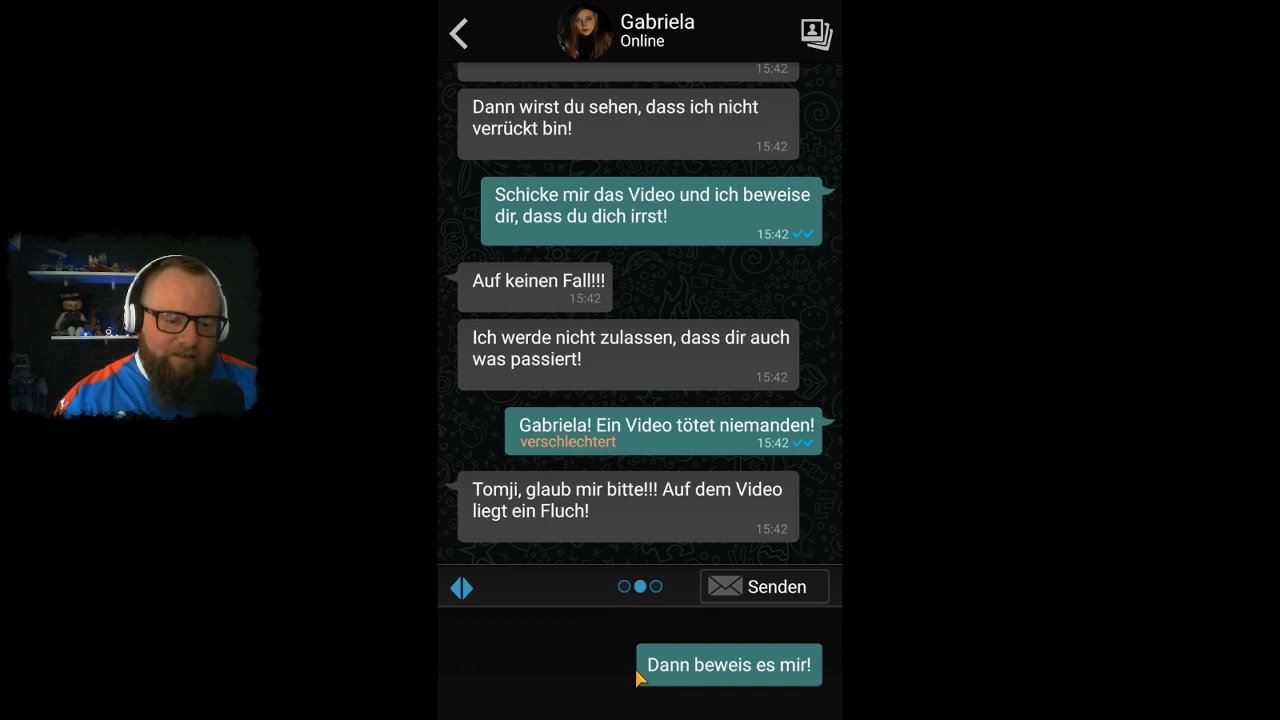 Gabriela
Online
15:42
Dann wirst du sehen, dass ich nicht
verrückt bin!
15:42
Schicke mir das Video und ich beweise
dir, dass du dich irrst!
15:42
Auf keinen Fall!!!
15:42
Ich werde nicht zulassen, dass dir auch
was passiert!
15:42
Gabriela! Ein Video tötet niemanden!
verschlechtert 15:42
Tomji, glaub mir bitte!!! Auf dem Video
liegt ein Fluch!
15:42
Senden
Dann beweis es mir!